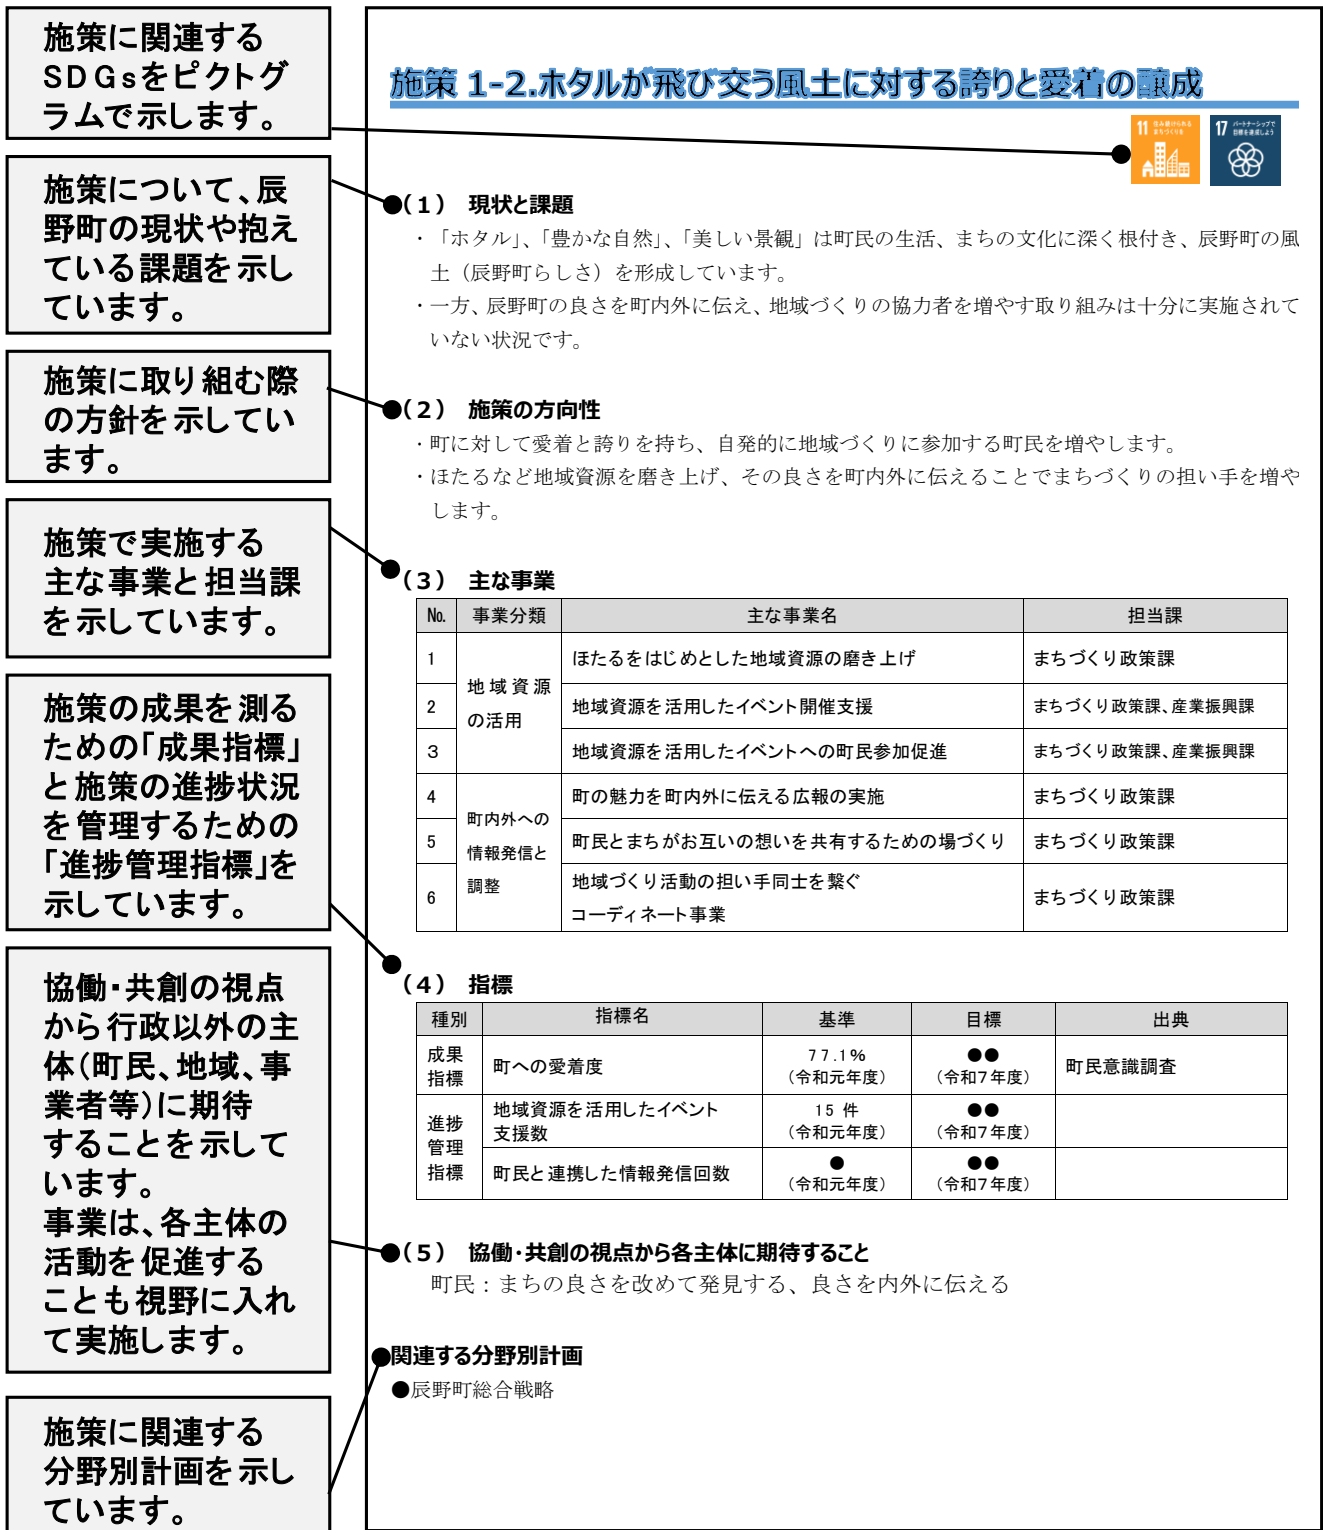 施策に関連する
SDGsをピクトグ
ラムで示します。
施策について、辰
野町の現状や抱え
ている課題を示し
ています。
施策に取り組む際
の方針を示してい
ます。
施策で実施する
主な事業と担当課
を示しています。
施策の成果を測る
ための「成果指標」
と施策の進捗状況
を管理するための
「進捗管理指標」を
示しています。
協働・共創の視点
から行政以外の主
体(町民、地域、事
業者等)に期待
することを示して
います。
事業は、各主体の
活動を促進する
ことも視野に入れ
て実施します。
施策に関連する
分野別計画を示し
ています。
施策 1-2.ホタルが飛び交う風土に対する誇りと愛着の醸成
11 住み続けられる
まちづくりを
17 パートナーシップで
目標を達成しよう
●(1) 現状と課題
・「ホタル」、「豊かな自然」、「美しい景観」は町民の生活、まちの文化に深く根付き、辰野町の風
土（辰野町らしさ）を形成しています。
・一方、辰野町の良さを町内外に伝え、地域づくりの協力者を増やす取り組みは十分に実施されて
いない状況です。
●(2) 施策の方向性
・町に対して愛着と誇りを持ち、自発的に地域づくりに参加する町民を増やします。
・ほたるなど地域資源を磨き上げ、その良さを町内外に伝えることでまちづくりの担い手を増や
します。
●(3) 主な事業
№ 事業分類 主な事業名 担当課
1 地域資源の活用 ほたるをはじめとした地域資源の磨き上げ まちづくり政策課
2 地域資源を活用したイベント開催支援 まちづくり政策課、産業振興課
3 地域資源を活用したイベントへの町民参加促進 まちづくり政策課、産業振興課
4 町内外への情報発信と調整 町の魅力を町内外に伝える広報の実施 まちづくり政策課
5 町民とまちがお互いの想いを共有するための場づくり まちづくり政策課
6 地域づくり活動の担い手同士を繋ぐ
コーディネート事業 まちづくり政策課
●(4) 指標
種別 指標名 基準 目標 出典
成果指標 町への愛着度 77.1%（令和元年度） ●●（令和7年度） 町民意識調査
進捗管理指標 地域資源を活用したイベント支援数 15 件（令和元年度） ●●（令和7年度）
町民と連携した情報発信回数 ●（令和元年度） ●●（令和7年度）
●(5) 協働・共創の視点から各主体に期待すること
町民：まちの良さを改めて発見する、良さを内外に伝える
●関連する分野別計画
●辰野町総合戦略